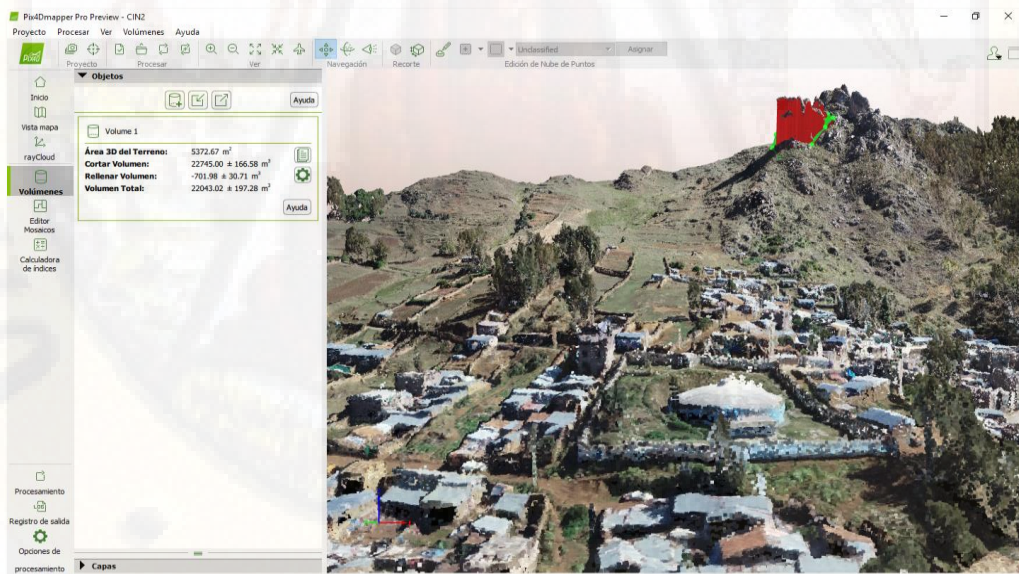 Pix4Dmapper Pro Preview - CIN2
Proyecto Procesar Ver Volúmenes Ayuda
Pix4D
Proyecto Procesar Ver Navegación Recorte Edición de Nube de Puntos
Unclassified Asignar
Inicio
Vista mapa
rayCloud
Volúmenes
Editor
Mosaicos
Calculadora
de índices
Procesamiento
Registro de salida
Opciones de
procesamiento
Objetos
Ayuda
Volume 1
Área 3D del Terreno: 5372.67 m²
Cortar Volumen: 22745.00 ± 166.58 m³
Rellenar Volumen: -701.98 ± 30.71 m³
Volumen Total: 22043.02 ± 197.28 m³
Ayuda
Capas